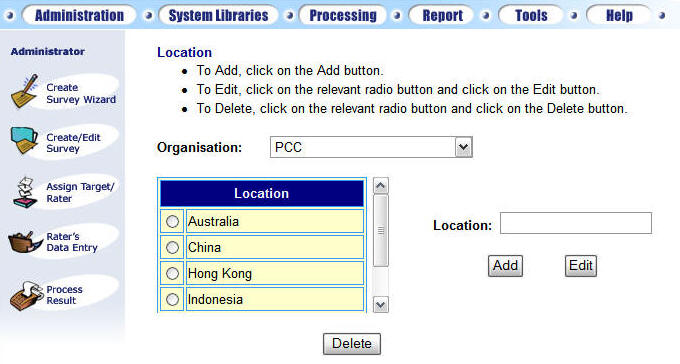 Administration System Libraries Processing Report Tools Help
Administrator
Create
Survey Wizard
Create/Edit
Survey
Assign Target/
Rater
Rater's
Data Entry
Process
Result
Location
• To Add, click on the Add button.
• To Edit, click on the relevant radio button and click on the Edit button.
• To Delete, click on the relevant radio button and click on the Delete button.
Organisation: PCC
Location
Australia
China
Hong Kong
Indonesia
Location:
Add Edit
Delete